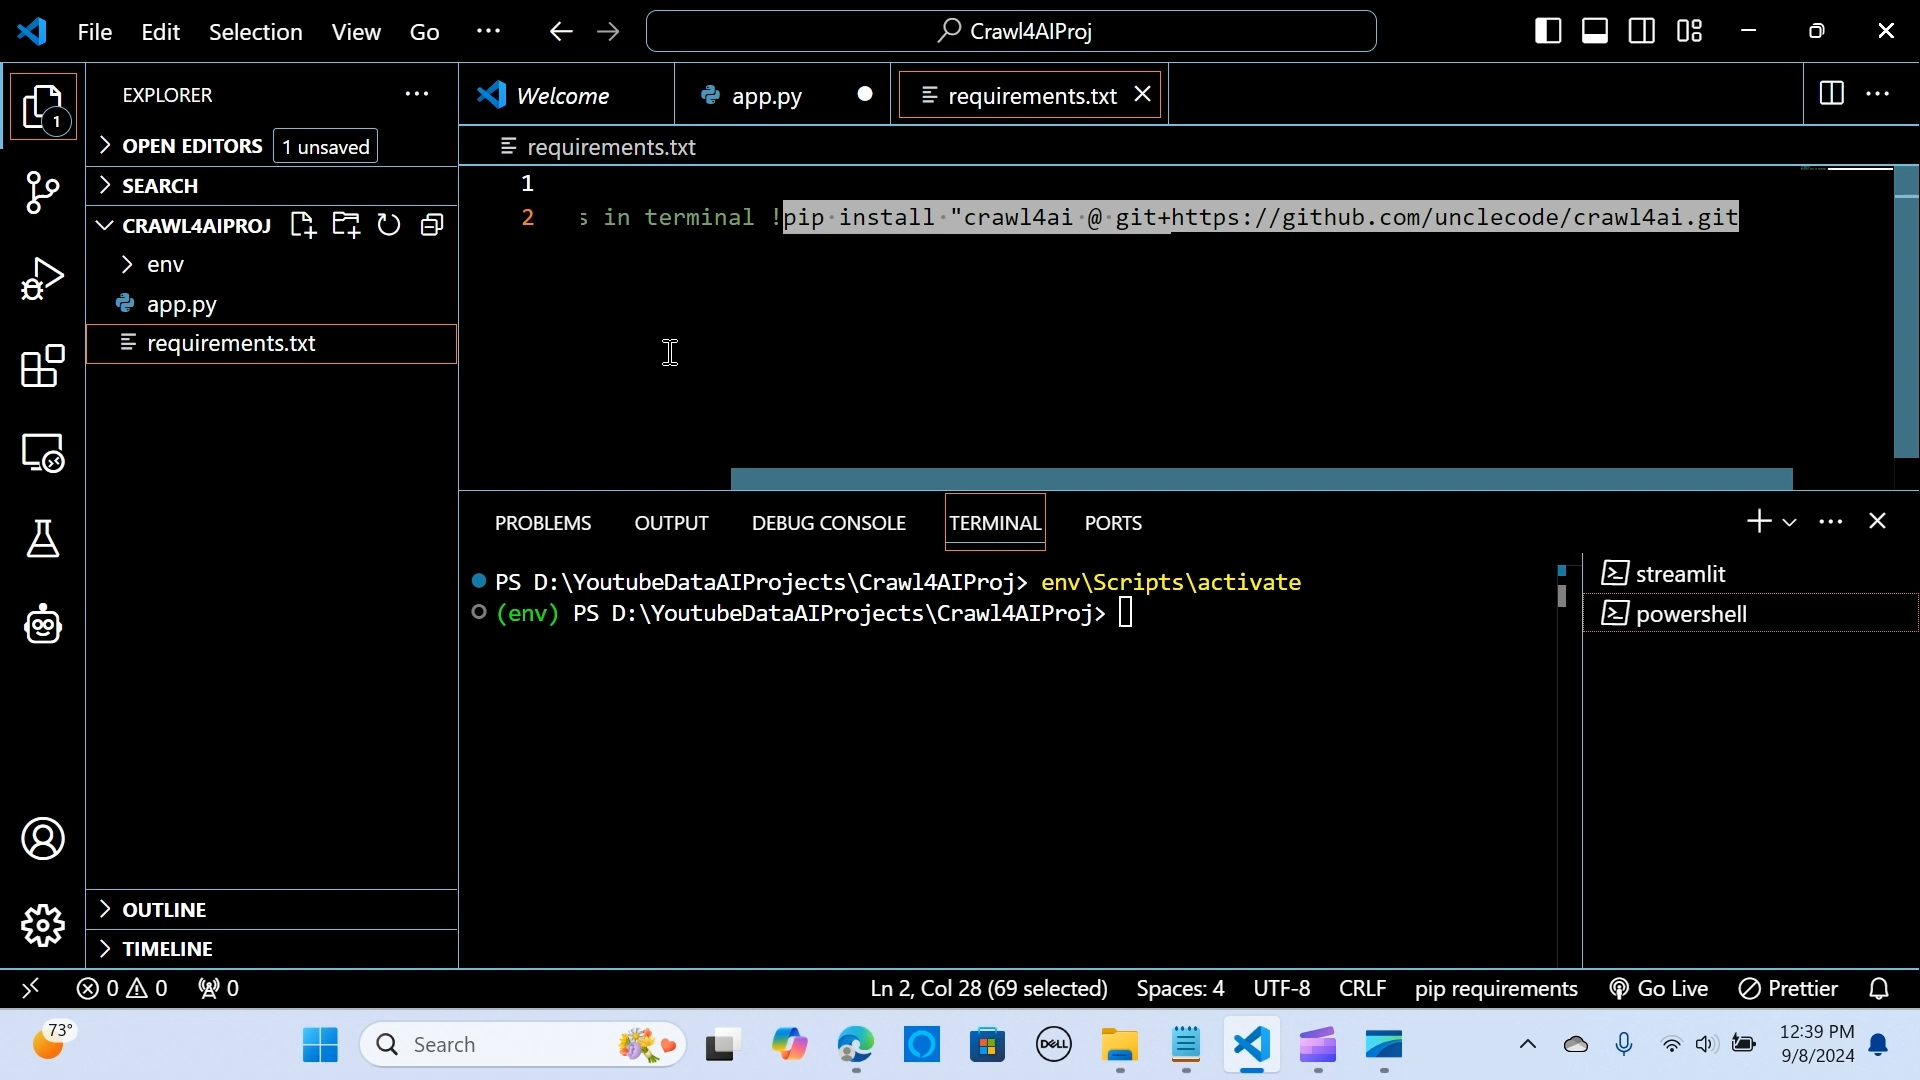 File Edit Selection View Go ··· Crawl4AIProj
EXPLORER ···
1
OPEN EDITORS 1 unsaved
SEARCH
CRAWL4AIPROJ
env
app.py
requirements.txt
OUTLINE
TIMELINE
Welcome app.py requirements.txt
requirements.txt
1
2 s in terminal !pip install "crawl4ai @ git+https://github.com/unclecode/crawl4ai.git
PROBLEMS OUTPUT DEBUG CONSOLE TERMINAL PORTS
PS D:\YoutubeDataAIProjects\Crawl4AIProj> env\Scripts\activate
(env) PS D:\YoutubeDataAIProjects\Crawl4AIProj>
streamlit
powershell
0 0 0 Ln 2, Col 28 (69 selected) Spaces: 4 UTF-8 CRLF pip requirements Go Live Prettier
73° Search DELL 12:39 PM
9/8/2024